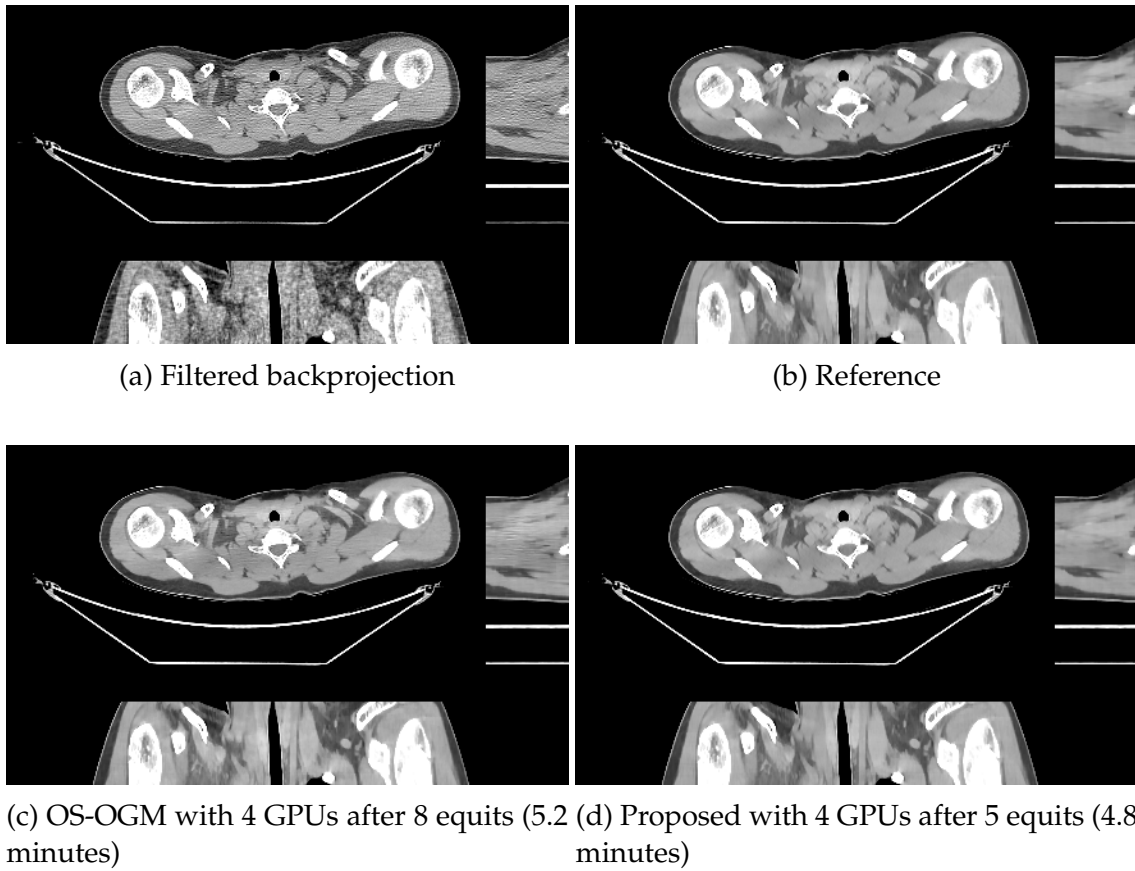 (a) Filtered backprojection
(b) Reference
(c) OS-OGM with 4 GPUs after 8 equits (5.2
minutes)
(d) Proposed with 4 GPUs after 5 equits (4.8
minutes)